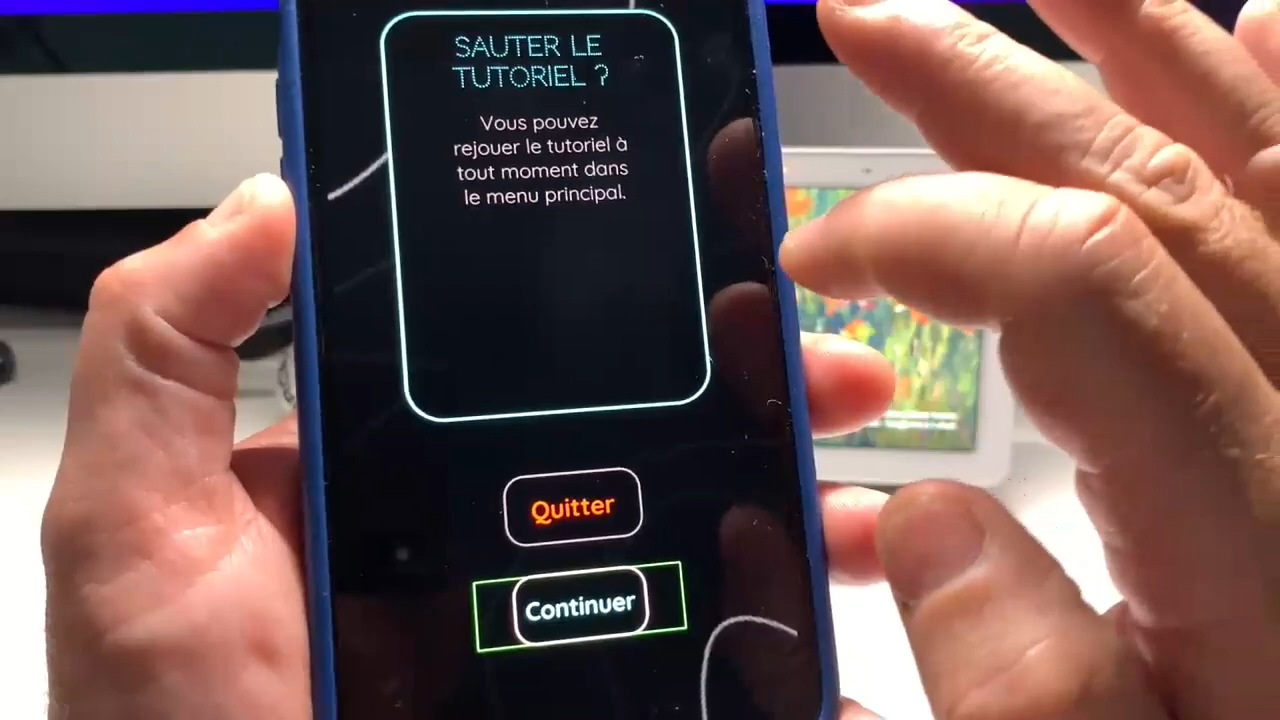 SAUTER LE
TUTORIEL ?
Vous pouvez
rejouer le tutoriel à
tout moment dans
le menu principal.
Quitter
Continuer